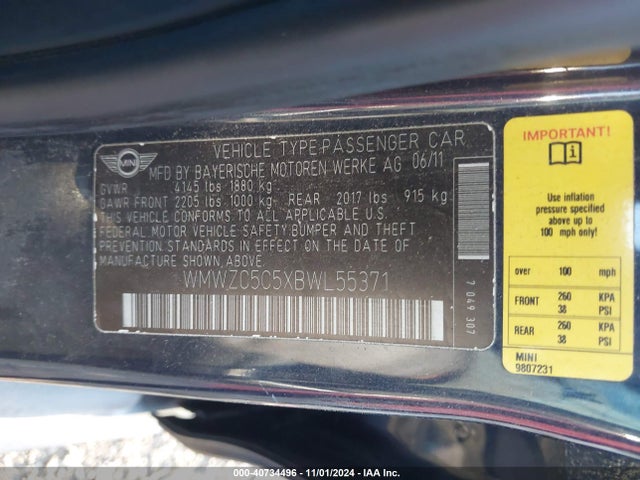 MINI
VEHICLE TYPE:PASSENGER CAR
MFD BY BAYERISCHE MOTOREN WERKE AG 06/11
GVWR 4145 lbs 1880 kg
GAWR FRONT 2205 lbs 1000 kg REAR 2017 lbs 915 kg
THIS VEHICLE CONFORMS TO ALL APPLICABLE U.S.
FEDERAL MOTOR VEHICLE SAFETY, BUMPER AND THEFT
PREVENTION STANDARDS IN EFFECT ON THE DATE OF
MANUFACTURE SHOWN ABOVE.
WMWZC5C5XBWL55371
7 049 307
IMPORTANT!
Use inflation
pressure specified
above up to
100 mph only!
over 100 mph
FRONT 260 KPA
38 PSI
REAR 260 KPA
38 PSI
MINI
9807231
000-40734496 - 11/01/2024 - IAA Inc.